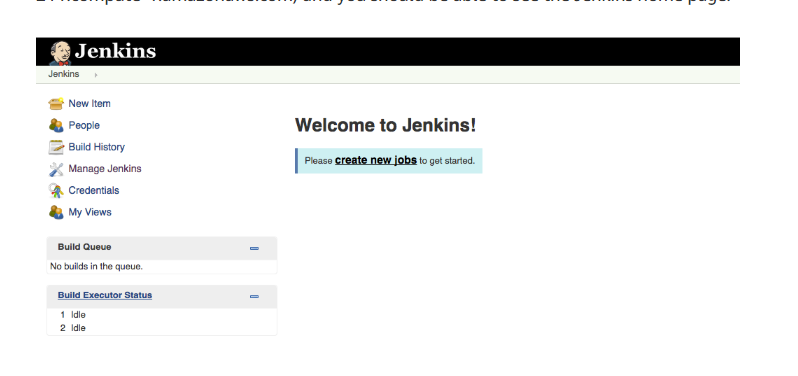 and you should be able to see the Jenkins home page.
Jenkins
Jenkins
New Item
People
Build History
Manage Jenkins
Credentials
My Views
Welcome to Jenkins!
Please create new jobs to get started.
Build Queue
No builds in the queue.
Build Executor Status
1 Idle
2 Idle